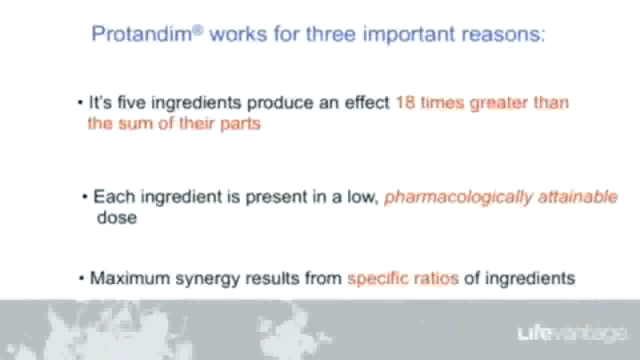 Protandim® works for three important reasons:
• It's five ingredients produce an effect 18 times greater than
the sum of their parts
• Each ingredient is present in a low, pharmacologically attainable
dose
• Maximum synergy results from specific ratios of ingredients
Lifevantage